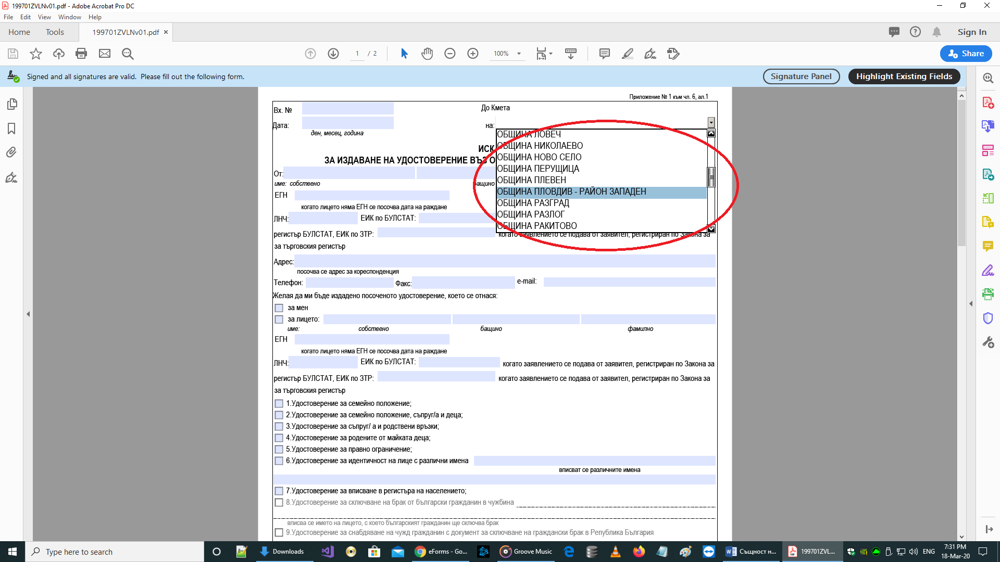 199701ZVLNv01.pdf - Adobe Acrobat Pro DC
File Edit View Window Help
Home Tools 199701ZVLNv01.pdf × Sign In
1 / 2 100% Share
Signed and all signatures are valid. Please fill out the following form. Signature Panel Highlight Existing Fields
Приложение № 1 към чл. 6, ал.1
Вх. № До Кмета
Дата: на:
ден, месец, година
ОБЩИНА ЛОВЕЧ
ОБЩИНА НИКОЛАЕВО
ОБЩИНА НОВО СЕЛО
ОБЩИНА ПЕРУЩИЦА
ОБЩИНА ПЛЕВЕН
ОБЩИНА ПЛОВДИВ - РАЙОН ЗАПАДЕН
ОБЩИНА РАЗГРАД
ОБЩИНА РАЗЛОГ
ОБЩИНА РАКИТОВО
ИСК
ЗА ИЗДАВАНЕ НА УДОСТОВЕРЕНИЕ ВЪЗ О
От:
име: собствено бащино
ЕГН
когато лицето няма ЕГН се посочва дата на раждане
ЛНЧ: ЕИК по БУЛСТАТ:
регистър БУЛСТАТ, ЕИК по ЗТР: когато заявлението се подава от заявител, регистриран по Закона за
за търговския регистър
Адрес:
посочва се адрес за кореспонденция
Телефон: Факс: e-mail:
Желая да ми бъде издадено посоченото удостоверение, което се отнася:
за мен
за лицето:
име: собствено бащино фамилно
ЕГН
когато лицето няма ЕГН се посочва дата на раждане
ЛНЧ: ЕИК по БУЛСТАТ: когато заявлението се подава от заявител, регистриран по Закона за
регистър БУЛСТАТ, ЕИК по ЗТР: когато заявлението се подава от заявител, регистриран по Закона за
за търговския регистър
1.Удостоверение за семейно положение;
2.Удостоверение за семейно положение, съпруг/а и деца;
3.Удостоверение за съпруг/ а и родствени връзки;
4.Удостоверение за родените от майката деца;
5.Удостоверение за правно ограничение;
6.Удостоверение за идентичност на лице с различни имена
вписват се различните имена
7.Удостоверение за вписване в регистъра на населението;
8.Удостоверение за сключване на брак от български гражданин в чужбина
вписва се името на лицето, с което българският гражданин ще сключва брак
9.Удостоверение за снабдяване на чужд гражданин с документ за сключване на граждански брак в Република България
Type here to search Downloads eForms - Go... Groove Music Същност н... 199701ZVL... ENG 7:31 PM
18-Mar-20